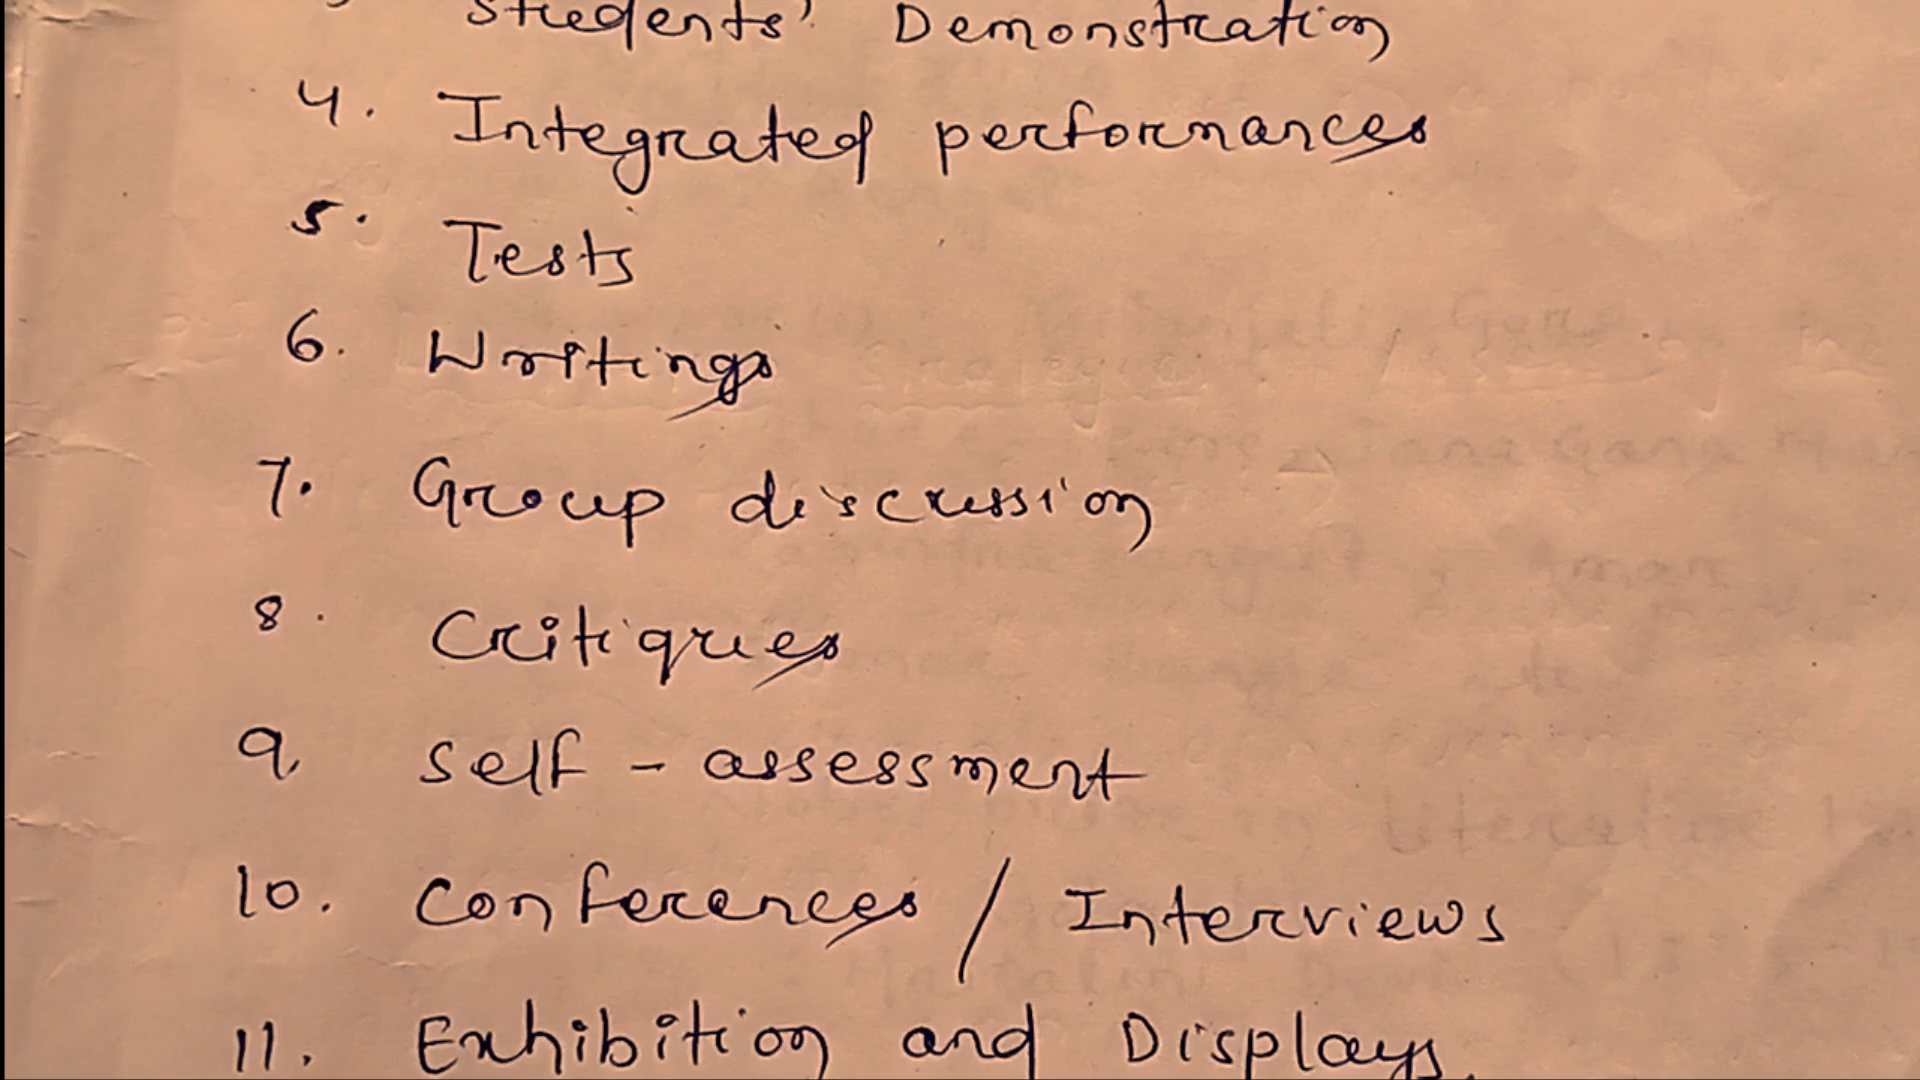 Students' Demonstration
4. Integrated performances
5. Tests
6. Writings
7. Group discussion
8. Critiques
9. Self-assessment
10. Conferences / Interviews
11. Exhibition and Displays.